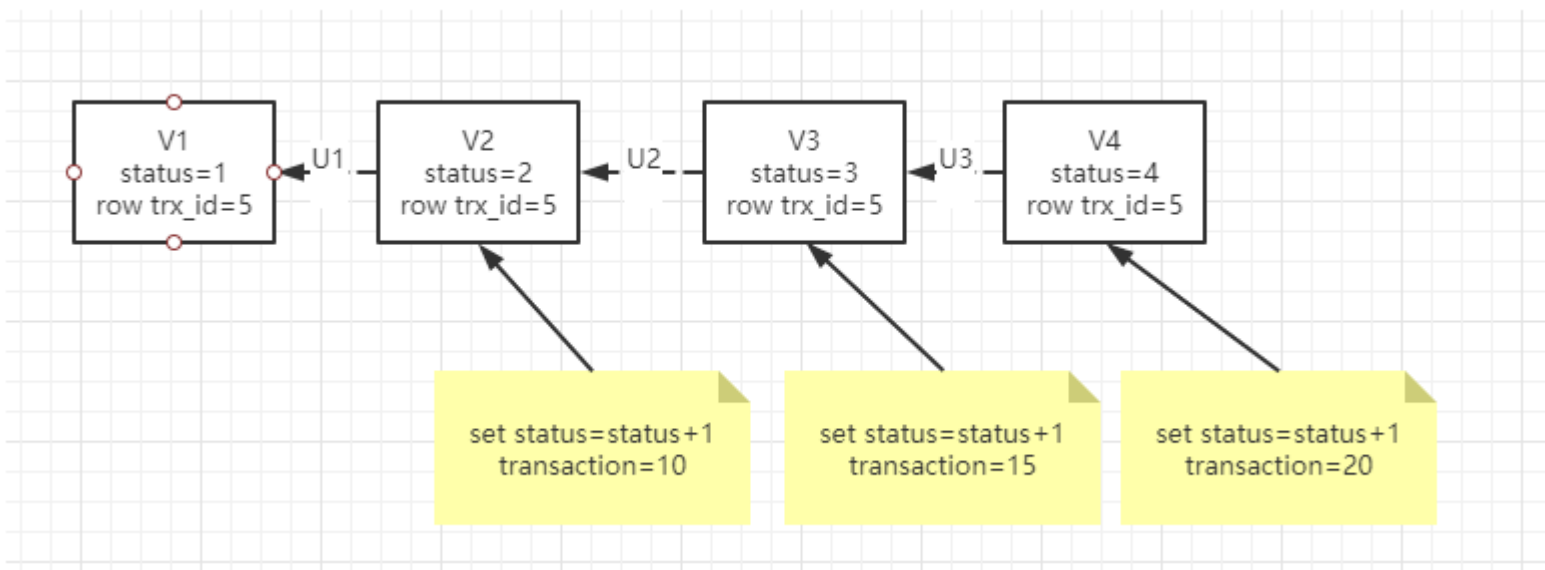 V1
status=1
row trx_id=5
U1
V2
status=2
row trx_id=5
U2
V3
status=3
row trx_id=5
U3
V4
status=4
row trx_id=5
set status=status+1
transaction=10
set status=status+1
transaction=15
set status=status+1
transaction=20